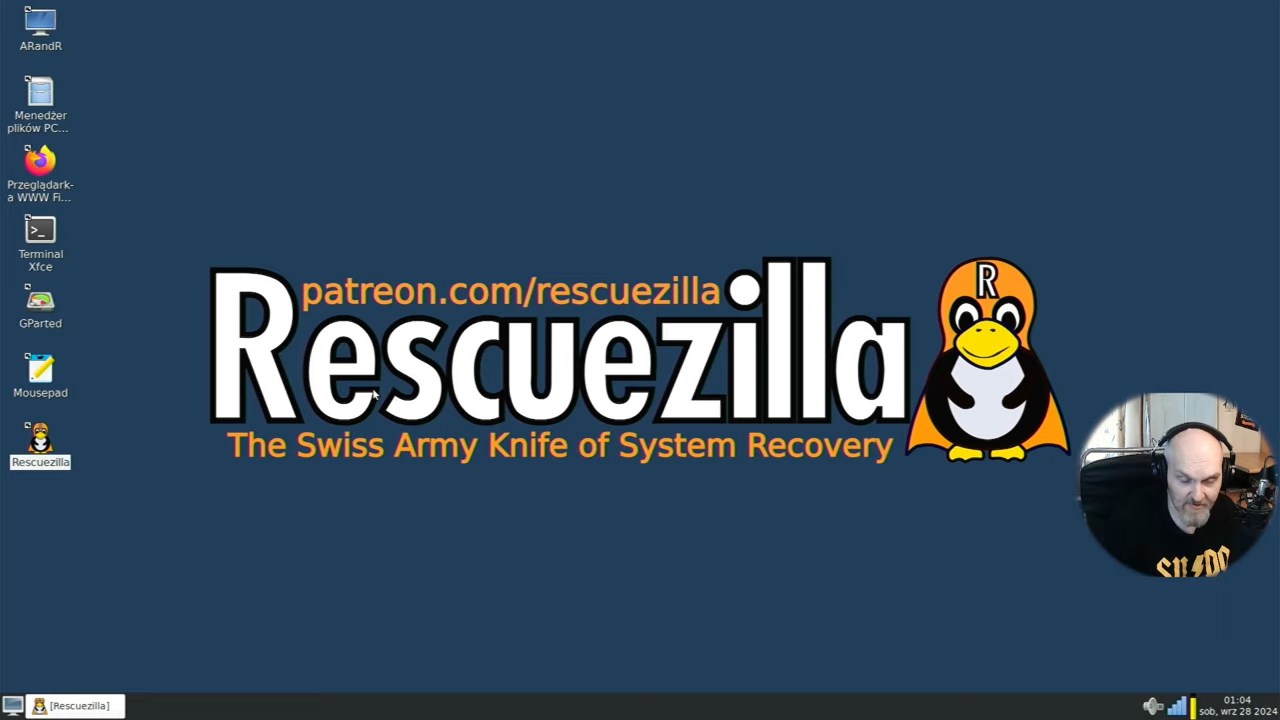 ARandR
Menedżer
plików PC...
Przeglądark-
a WWW Fi...
>_
Terminal
Xfce
GParted
Mousepad
Rescuezilla
patreon.com/rescuezilla
Rescuezilla
R
The Swiss Army Knife of System Recovery
[Rescuezilla]
01:04
sob, wrz 28 2024